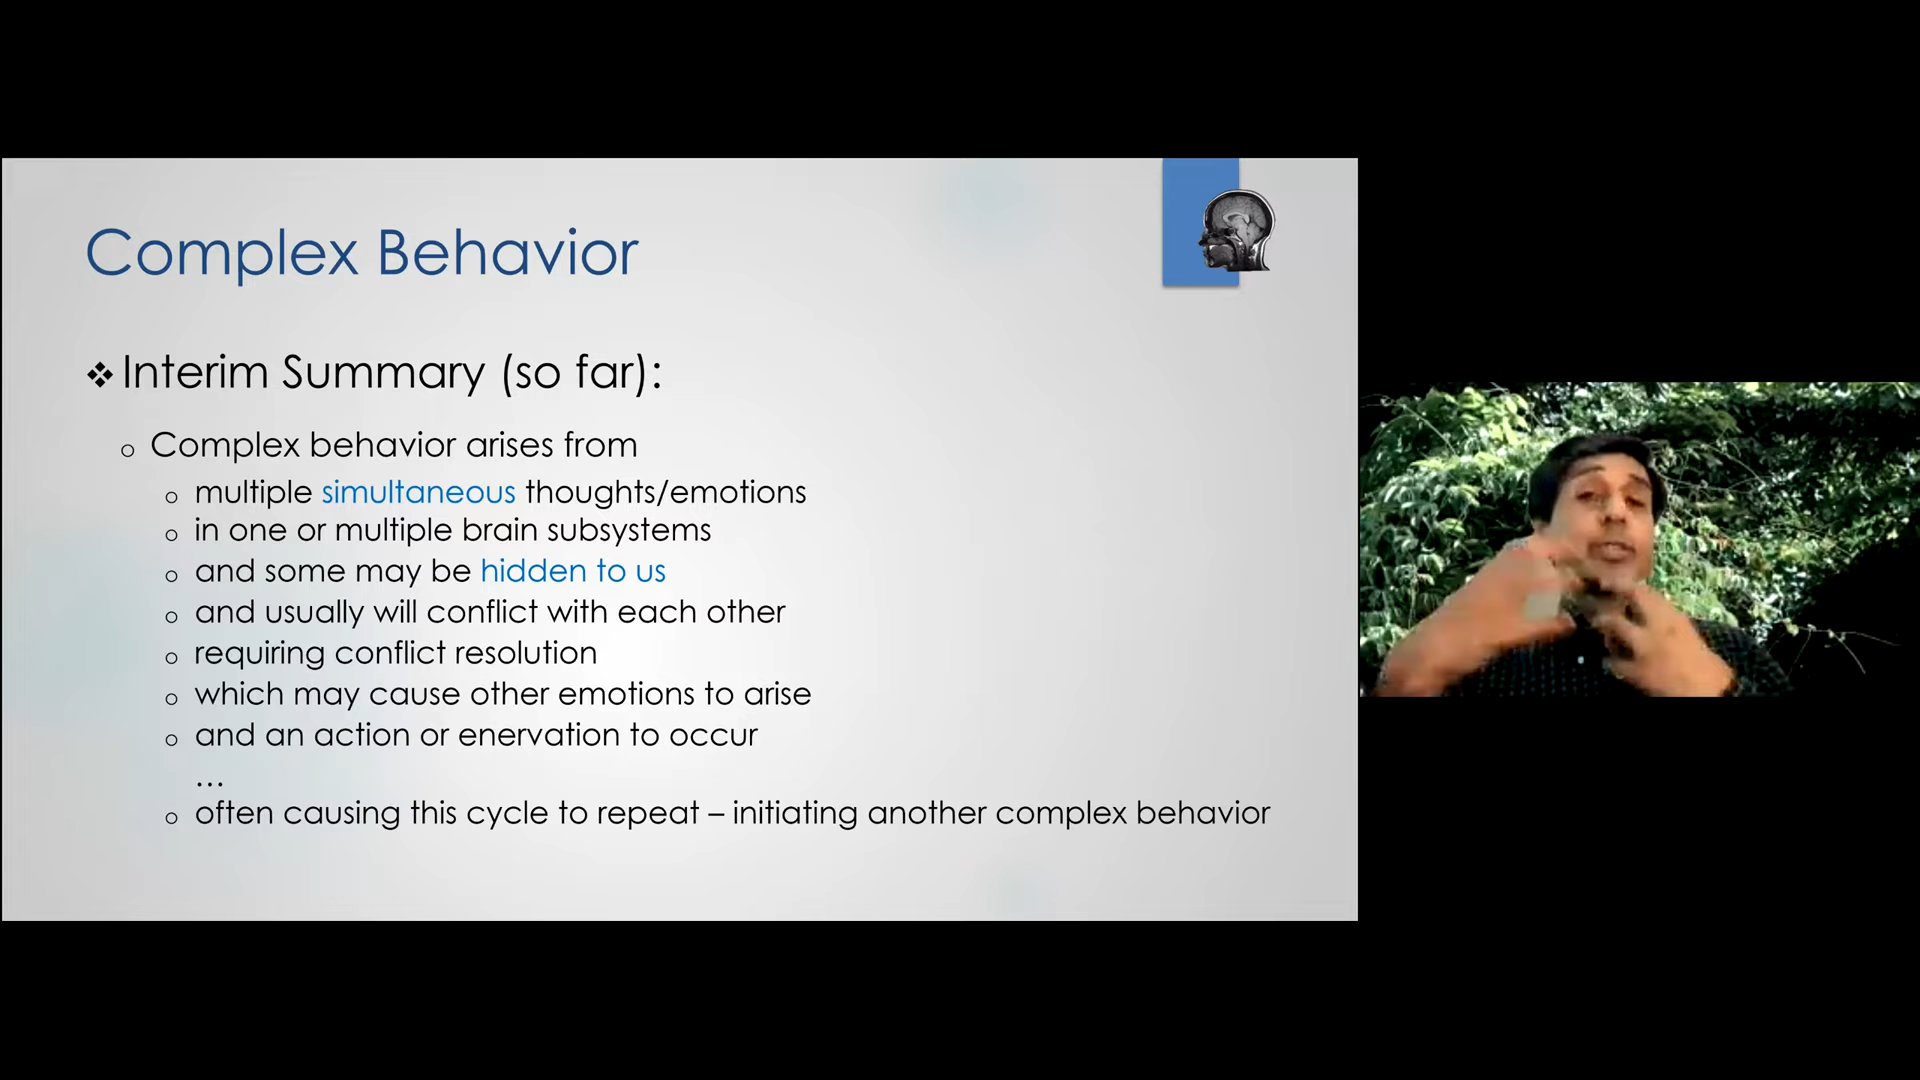 Complex Behavior
❖ Interim Summary (so far):
o Complex behavior arises from
o multiple simultaneous thoughts/emotions
o in one or multiple brain subsystems
o and some may be hidden to us
o and usually will conflict with each other
o requiring conflict resolution
o which may cause other emotions to arise
o and an action or enervation to occur
…
o often causing this cycle to repeat – initiating another complex behavior